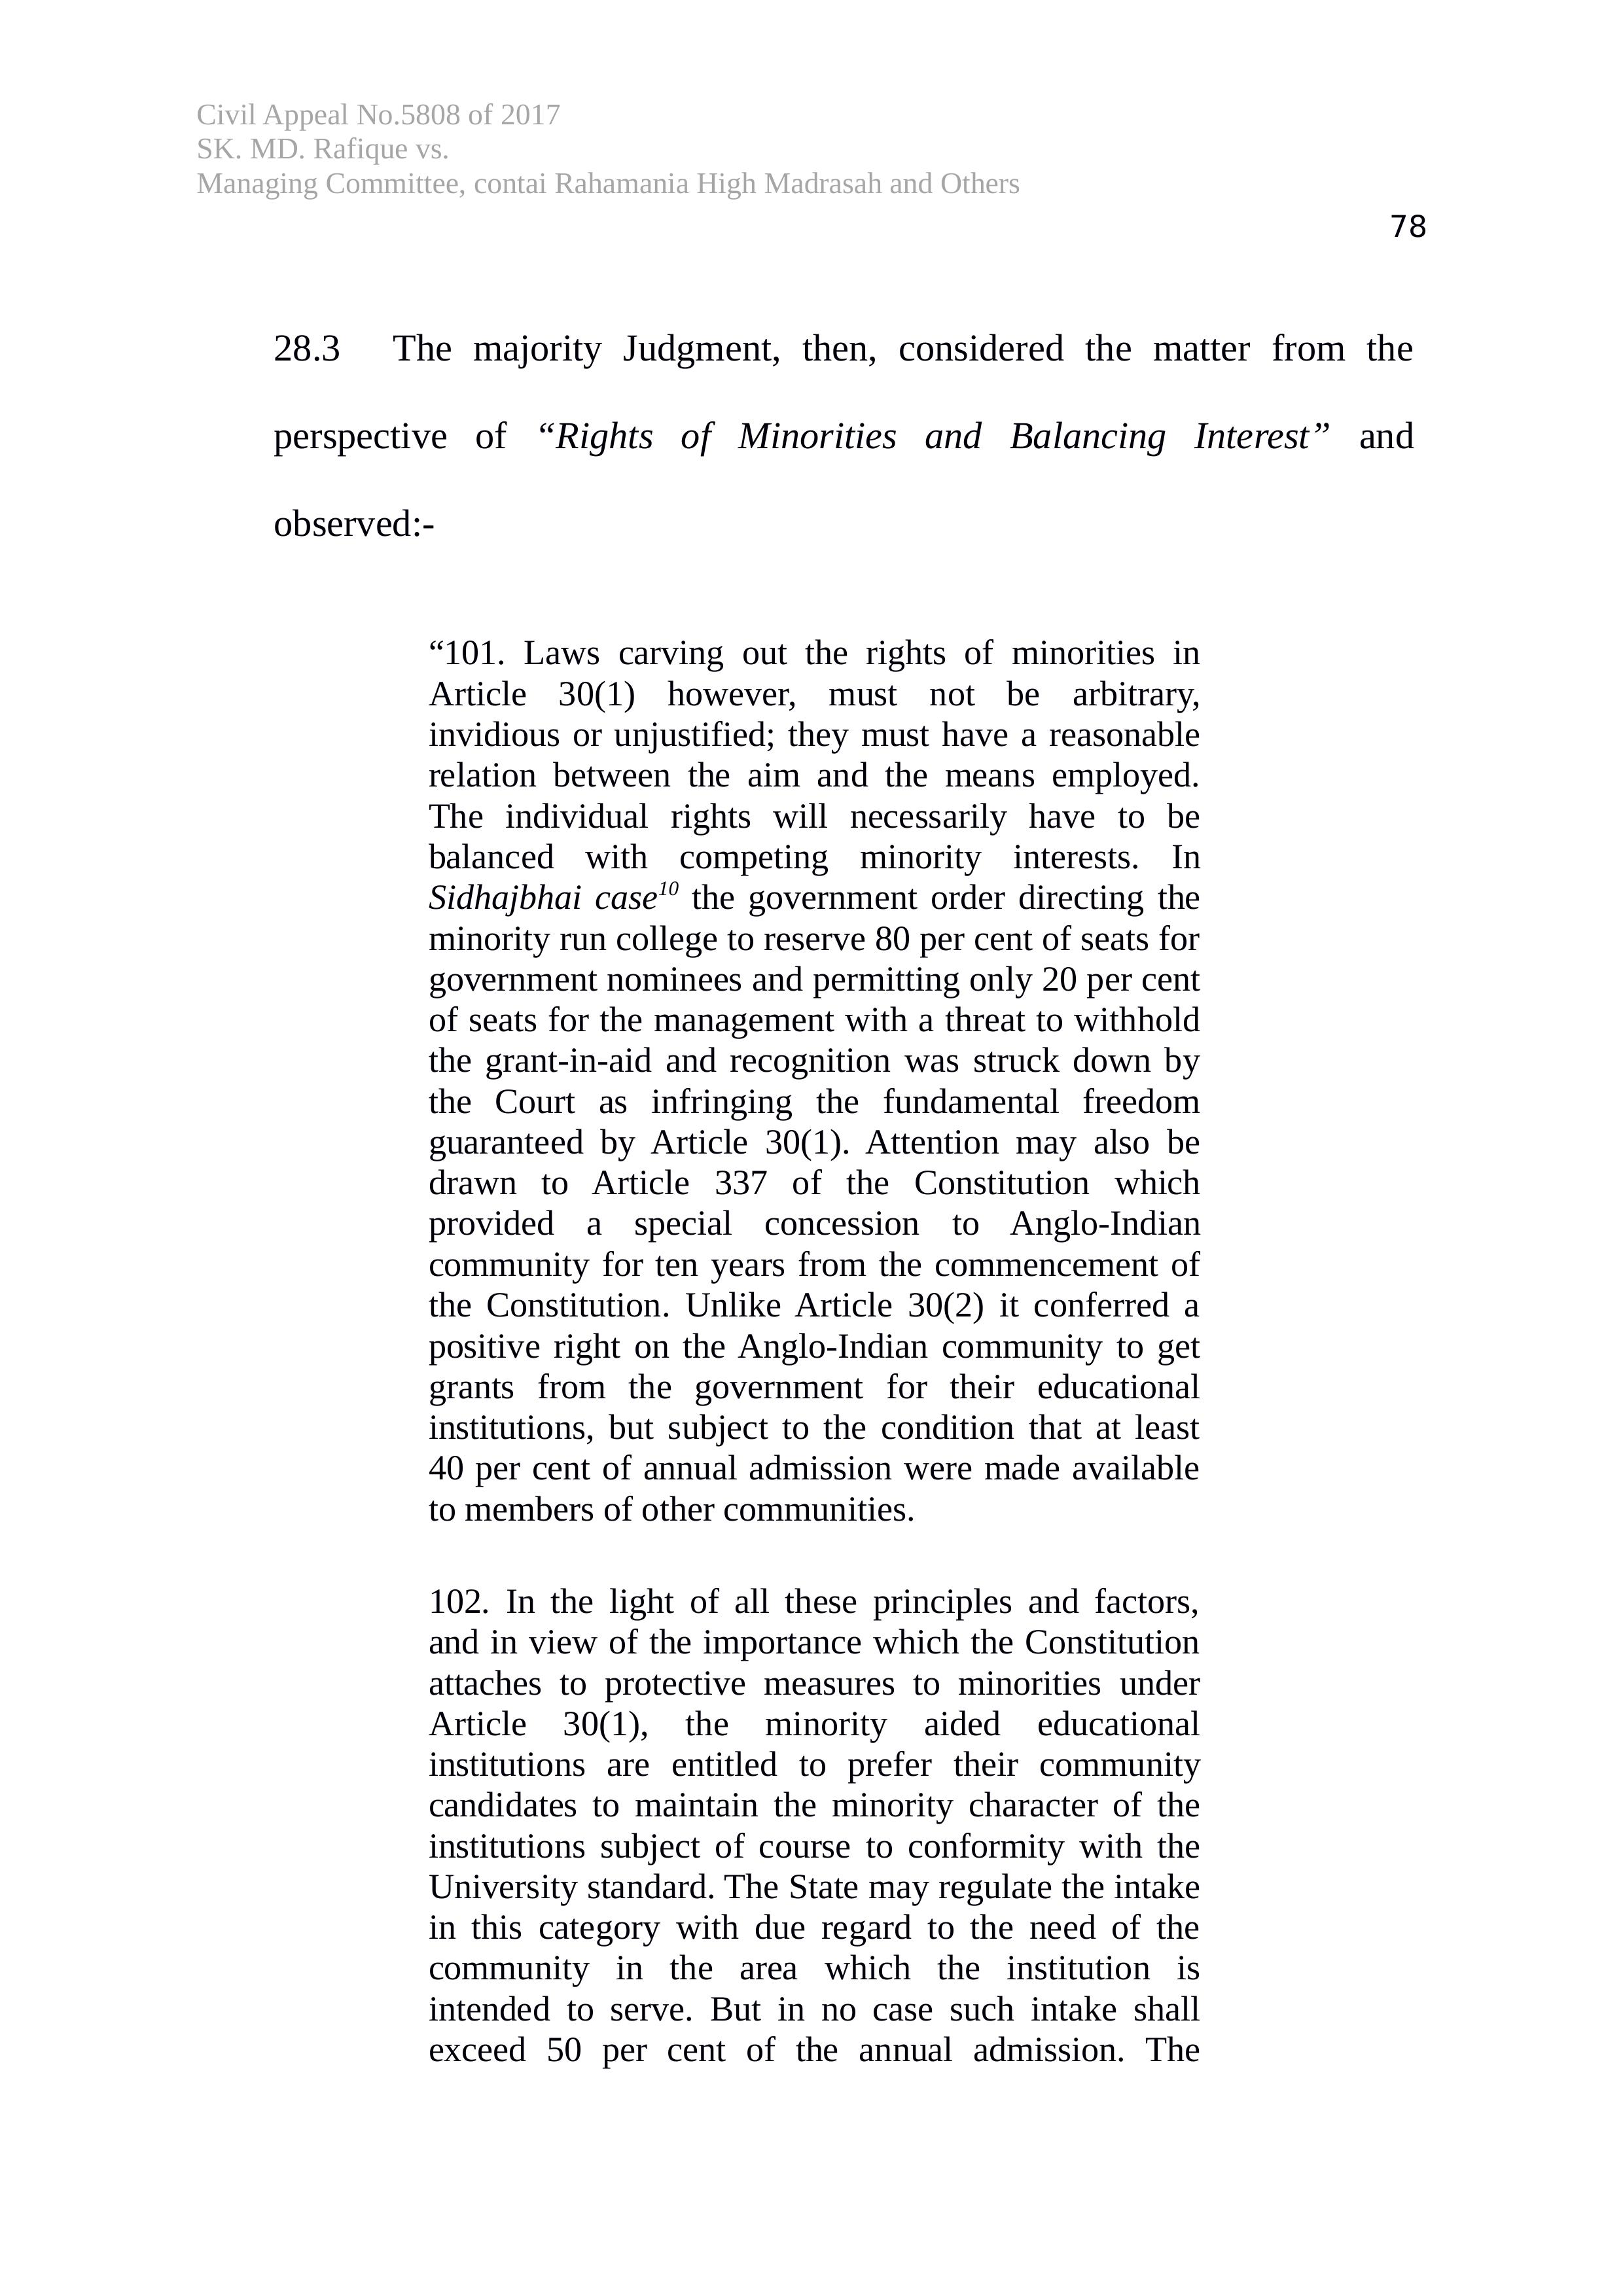 Civil Appeal No.5808 of 2017
SK. MD. Rafique vs.
Managing Committee, contai Rahamania High Madrasah and Others
78
28.3 The majority Judgment, then, considered the matter from the
perspective of “Rights of Minorities and Balancing Interest” and
observed:-
“101. Laws carving out the rights of minorities in
Article 30(1) however, must not be arbitrary,
invidious or unjustified; they must have a reasonable
relation between the aim and the means employed.
The individual rights will necessarily have to be
balanced with competing minority interests. In
Sidhajbhai case10 the government order directing the
minority run college to reserve 80 per cent of seats for
government nominees and permitting only 20 per cent
of seats for the management with a threat to withhold
the grant-in-aid and recognition was struck down by
the Court as infringing the fundamental freedom
guaranteed by Article 30(1). Attention may also be
drawn to Article 337 of the Constitution which
provided a special concession to Anglo-Indian
community for ten years from the commencement of
the Constitution. Unlike Article 30(2) it conferred a
positive right on the Anglo-Indian community to get
grants from the government for their educational
institutions, but subject to the condition that at least
40 per cent of annual admission were made available
to members of other communities.
102. In the light of all these principles and factors,
and in view of the importance which the Constitution
attaches to protective measures to minorities under
Article 30(1), the minority aided educational
institutions are entitled to prefer their community
candidates to maintain the minority character of the
institutions subject of course to conformity with the
University standard. The State may regulate the intake
in this category with due regard to the need of the
community in the area which the institution is
intended to serve. But in no case such intake shall
exceed 50 per cent of the annual admission. The